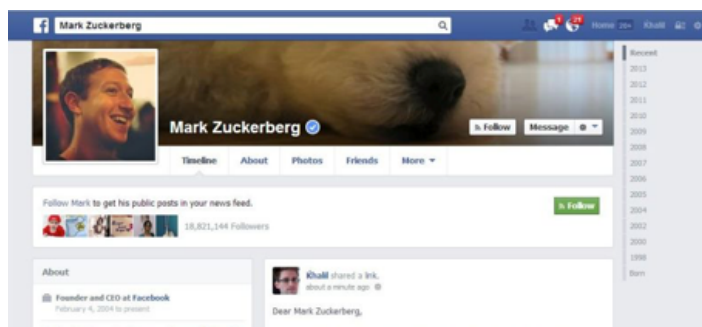 f Mark Zuckerberg
Home 20+ Khalil
Mark Zuckerberg
Follow Message
Timeline About Photos Friends More
Follow Mark to get his public posts in your news feed.
Follow
18,821,144 Followers
About
Founder and CEO at Facebook
February 4, 2004 to present
Khalil shared a link.
about a minute ago
Dear Mark Zuckerberg,
Recent
2013
2012
2011
2010
2009
2008
2007
2006
2005
2004
2002
2000
1998
Born